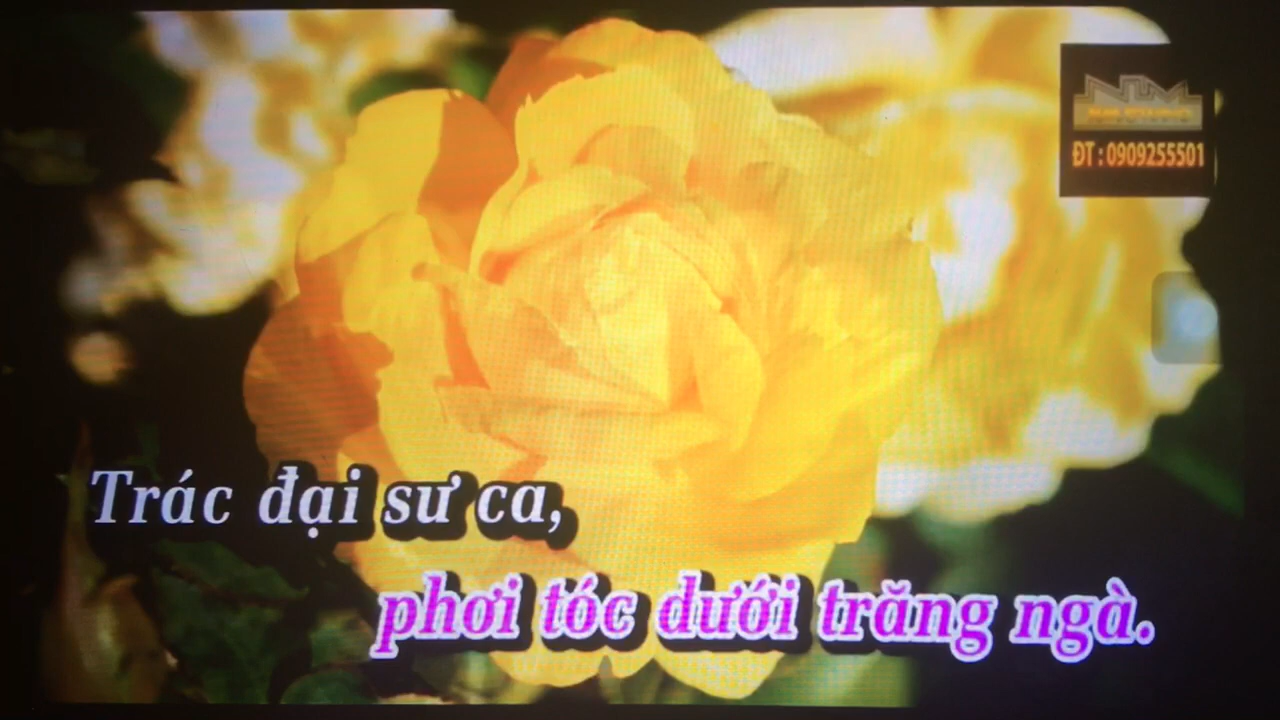 ĐT : 0909255501
Trác đại sư ca,
phơi tóc dưới trăng ngà.